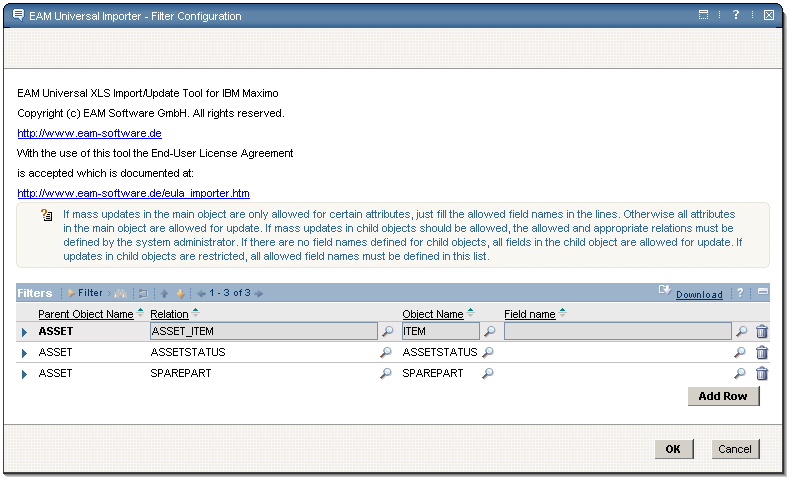 EAM Universal Importer - Filter Configuration
?
EAM Universal XLS Import/Update Tool for IBM Maximo
Copyright (c) EAM Software GmbH. All rights reserved.
http://www.eam-software.de
With the use of this tool the End-User License Agreement
is accepted which is documented at:
http://www.eam-software.de/eula_importer.htm
If mass updates in the main object are only allowed for certain attributes, just fill the allowed field names in the lines. Otherwise all attributes
in the main object are allowed for update. If mass updates in child objects should be allowed, the allowed and appropriate relations must be
defined by the system administrator. If there are no field names defined for child objects, all fields in the child object are allowed for update. If
updates in child objects are restricted, all allowed field names must be defined in this list.
Filters Filter 1 - 3 of 3 Download ?
Parent Object Name Relation Object Name Field name
ASSET ASSET_ITEM ITEM
ASSET ASSETSTATUS ASSETSTATUS
ASSET SPAREPART SPAREPART
Add Row
OK Cancel